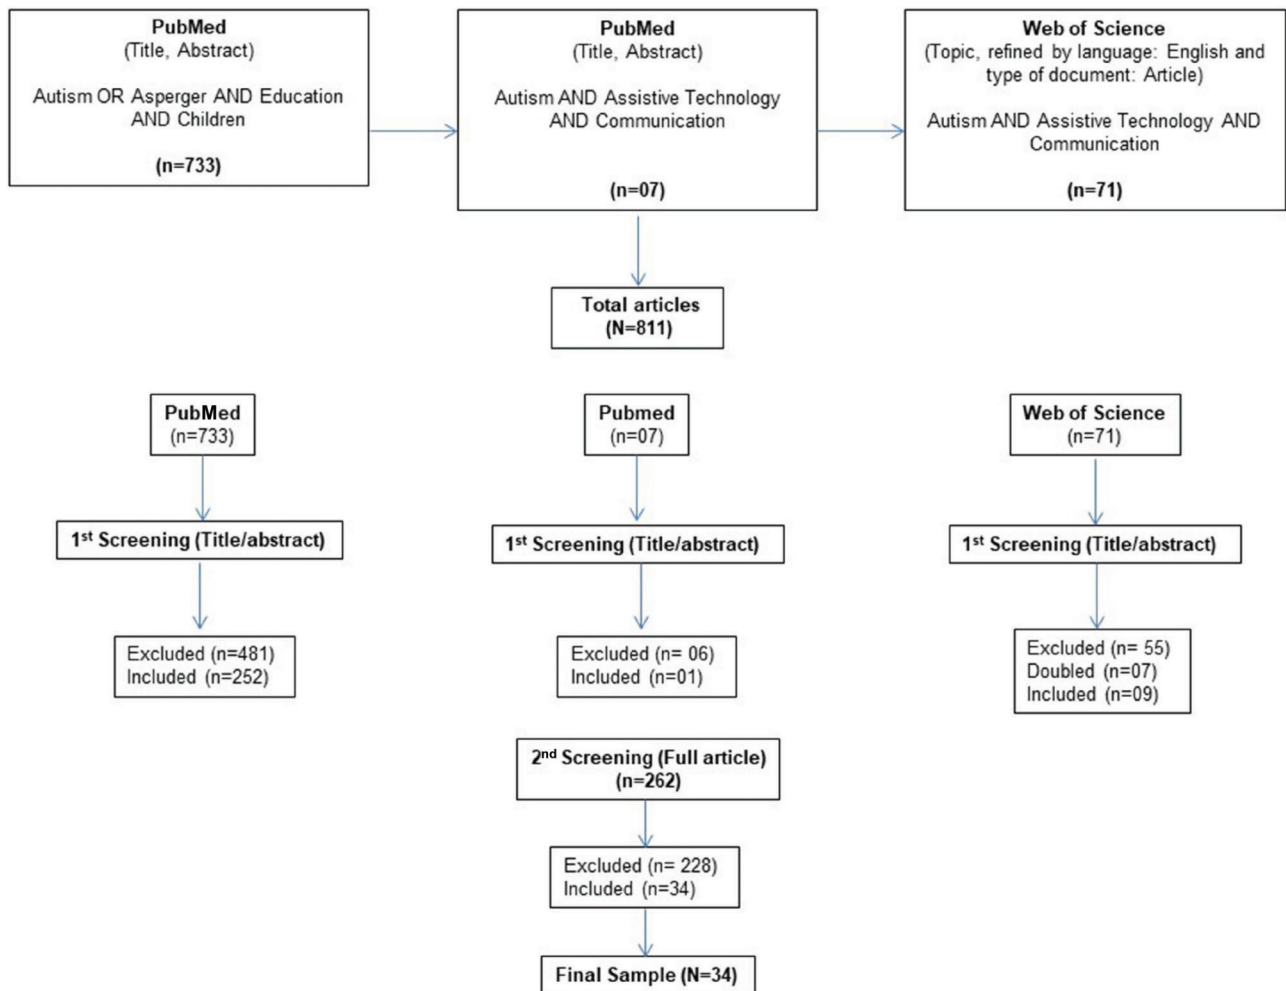 PubMed
(Title, Abstract)
Autism OR Asperger AND Education
AND Children
(n=733)
PubMed
(Title, Abstract)
Autism AND Assistive Technology
AND Communication
(n=07)
Web of Science
(Topic, refined by language: English and
type of document: Article)
Autism AND Assistive Technology AND
Communication
(n=71)
Total articles
(N=811)
PubMed
(n=733)
Pubmed
(n=07)
Web of Science
(n=71)
1st Screening (Title/abstract)
1st Screening (Title/abstract)
1st Screening (Title/abstract)
Excluded (n=481)
Included (n=252)
Excluded (n= 06)
Included (n=01)
Excluded (n= 55)
Doubled (n=07)
Included (n=09)
2nd Screening (Full article)
(n=262)
Excluded (n= 228)
Included (n=34)
Final Sample (N=34)